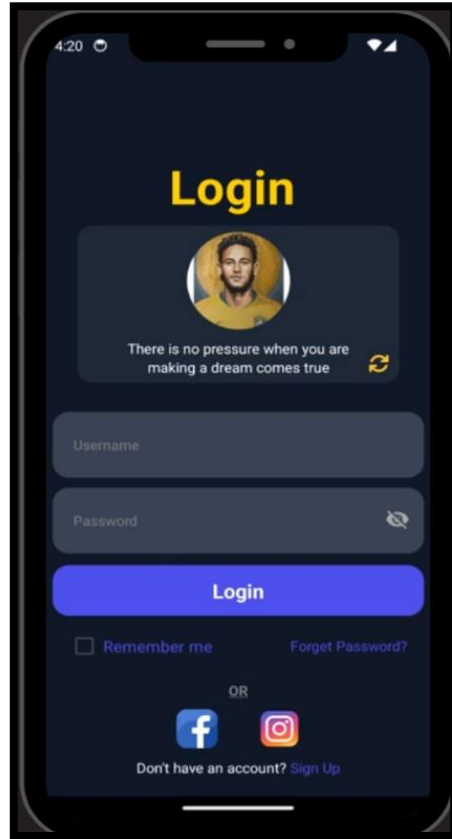 4:20
Login
There is no pressure when you are
making a dream comes true
Username
Password
Login
Remember me
Forget Password?
OR
Don't have an account? Sign Up